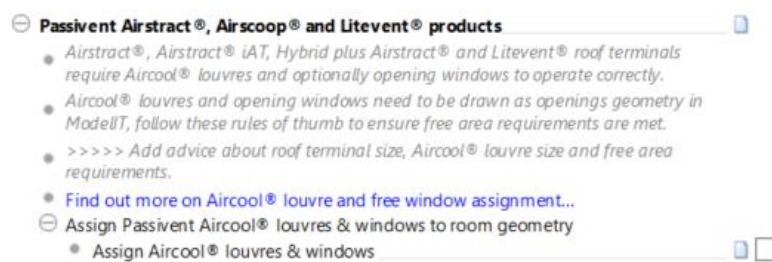 Passivent Airstract®, Airscoop® and Litevent® products
Airstract®, Airstract® iAT, Hybrid plus Airstract® and Litevent® roof terminals
require Aircool® louvres and optionally opening windows to operate correctly.
Aircool® louvres and opening windows need to be drawn as openings geometry in
ModelIT, follow these rules of thumb to ensure free area requirements are met.
>>>>> Add advice about roof terminal size, Aircool® louvre size and free area
requirements.
Find out more on Aircool® louvre and free window assignment...
Assign Passivent Aircool® louvres & windows to room geometry
Assign Aircool® louvres & windows